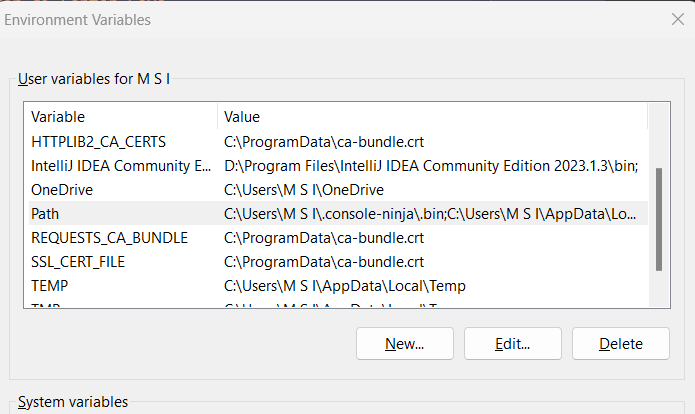 Environment Variables
User variables for M S I
Variable Value
HTTPLIB2_CA_CERTS C:\ProgramData\ca-bundle.crt
IntelliJ IDEA Community E... D:\Program Files\IntelliJ IDEA Community Edition 2023.1.3\bin;
OneDrive C:\Users\M S I\OneDrive
Path C:\Users\M S I\.console-ninja\.bin;C:\Users\M S I\AppData\Lo...
REQUESTS_CA_BUNDLE C:\ProgramData\ca-bundle.crt
SSL_CERT_FILE C:\ProgramData\ca-bundle.crt
TEMP C:\Users\M S I\AppData\Local\Temp
New... Edit... Delete
System variables